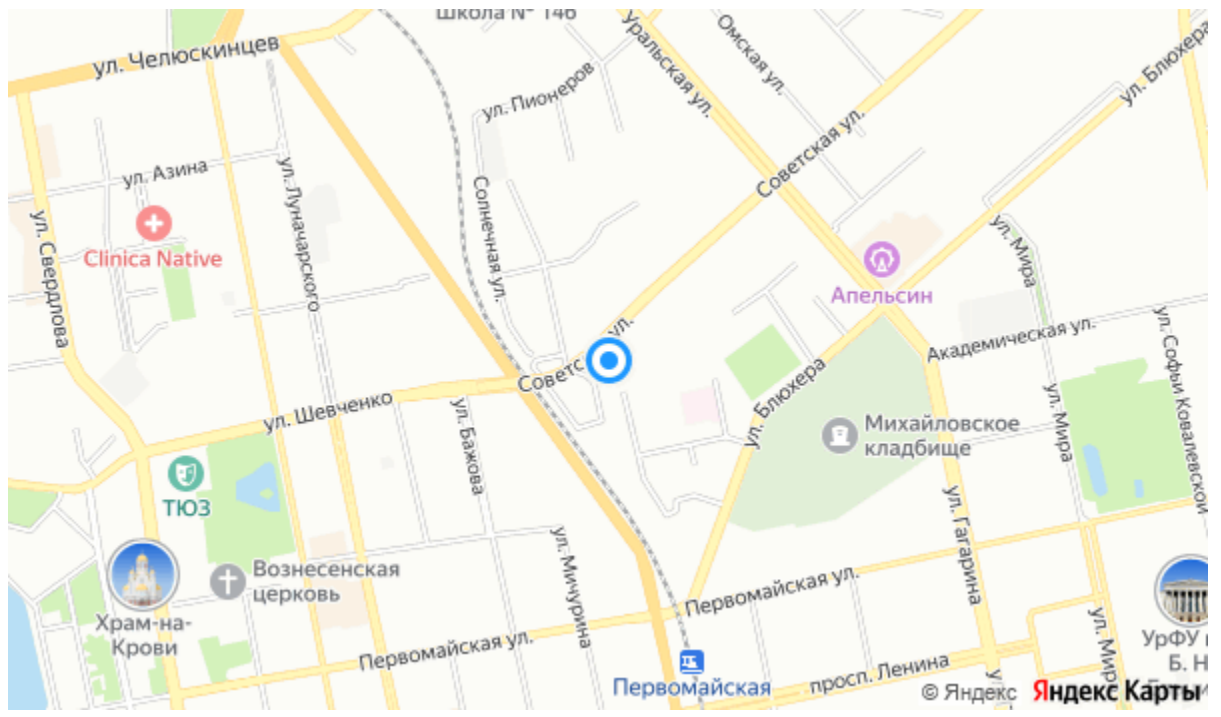 Школа № 146
ул. Челюскинцев
Уральская ул.
Омская ул.
ул. Блюхера
ул. Пионеров
Советская ул.
ул. Азина
ул. Луначарского
Солнечная ул.
ул. Свердлова
Clinica Native
ул. Мира
Апельсин
Академическая ул.
ул. Софьи Ковалевской
Советс
ул.
ул. Шевченко
ул. Бажова
ул. Блюхера
Михайловское
кладбище
ул. Мира
ТЮЗ
ул. Гагарина
ул. Мичурина
Вознесенская
церковь
Храм-на-
Крови
Первомайская ул.
Первомайская ул.
ул. Мира
УрФУ
Б. Н
Первомайская
просп. Ленина
© Яндекс Яндекс Карты